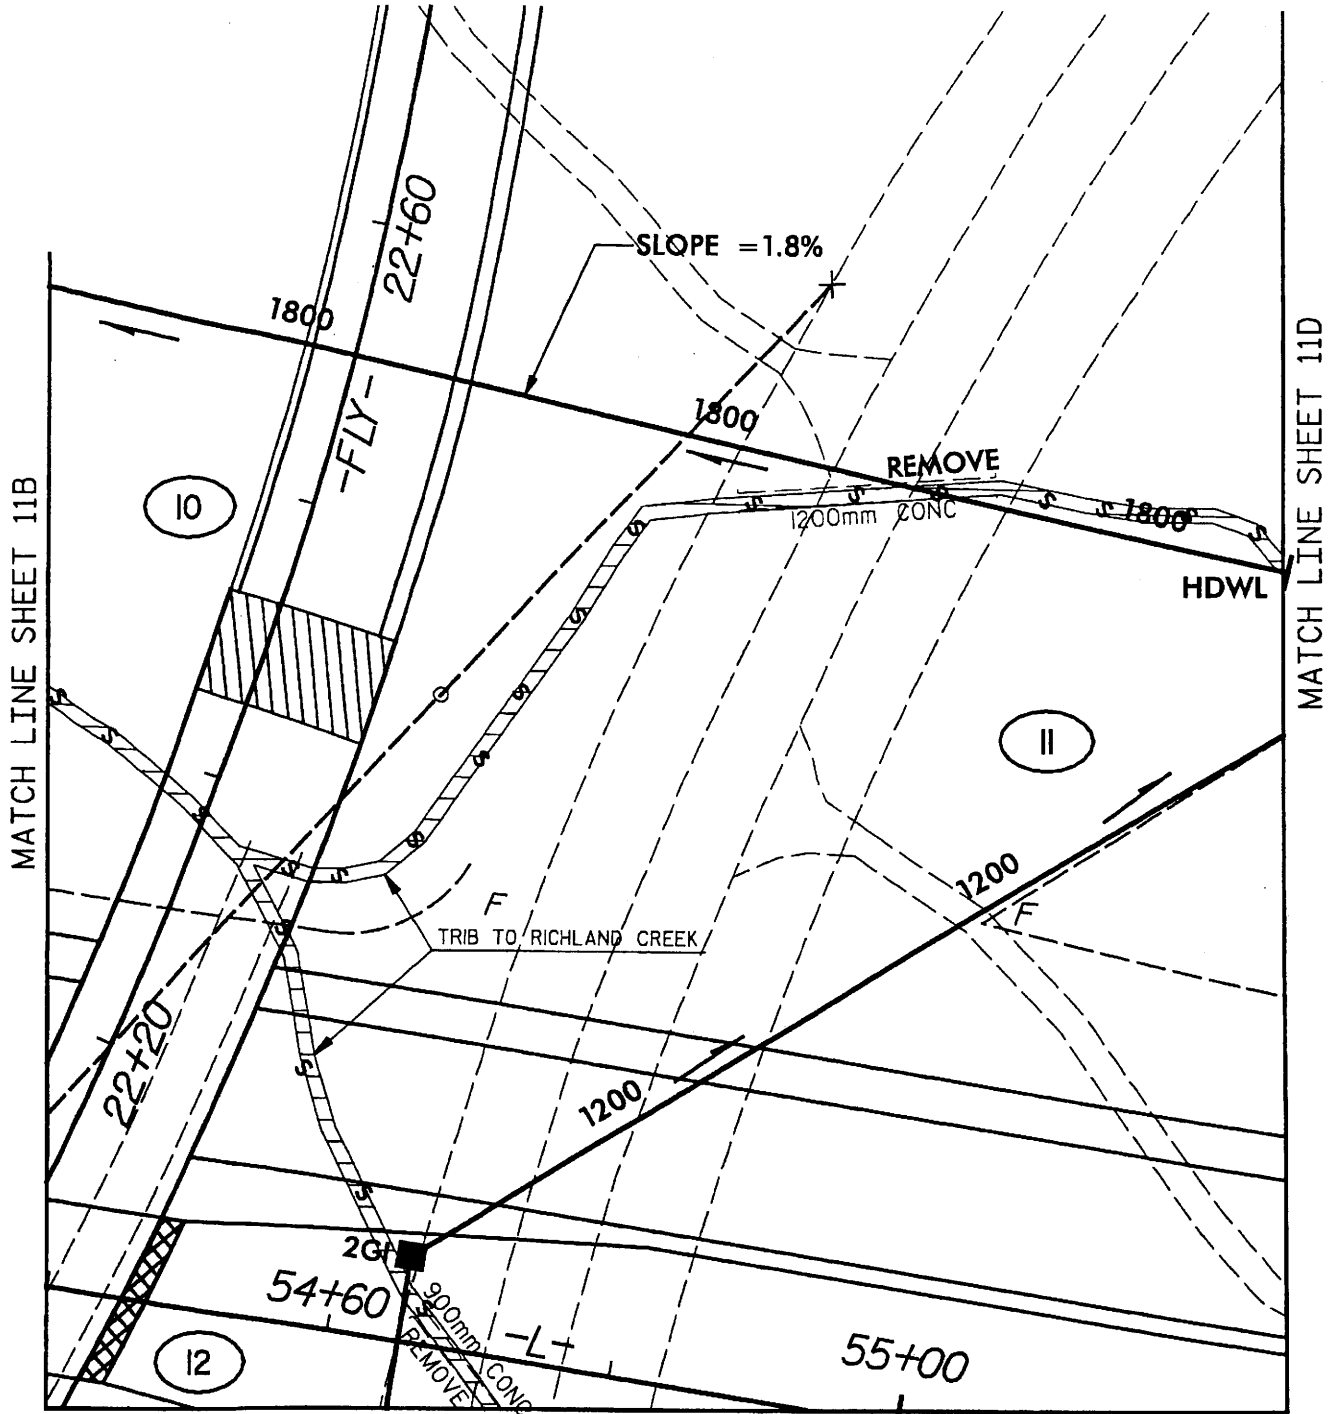 22+60
SLOPE =1.8%
1800
-FLY-
1800
REMOVE
1200mm CONC
1800
HDWL
MATCH LINE SHEET 11D
MATCH LINE SHEET 11B
10
11
1200
F
F
TRIB TO RICHLAND CREEK
22+20
1200
2GI
54+60
900mm CONC
REMOVE
-L-
55+00
12
S S S S S S S S S S S S S S S S S S S S S